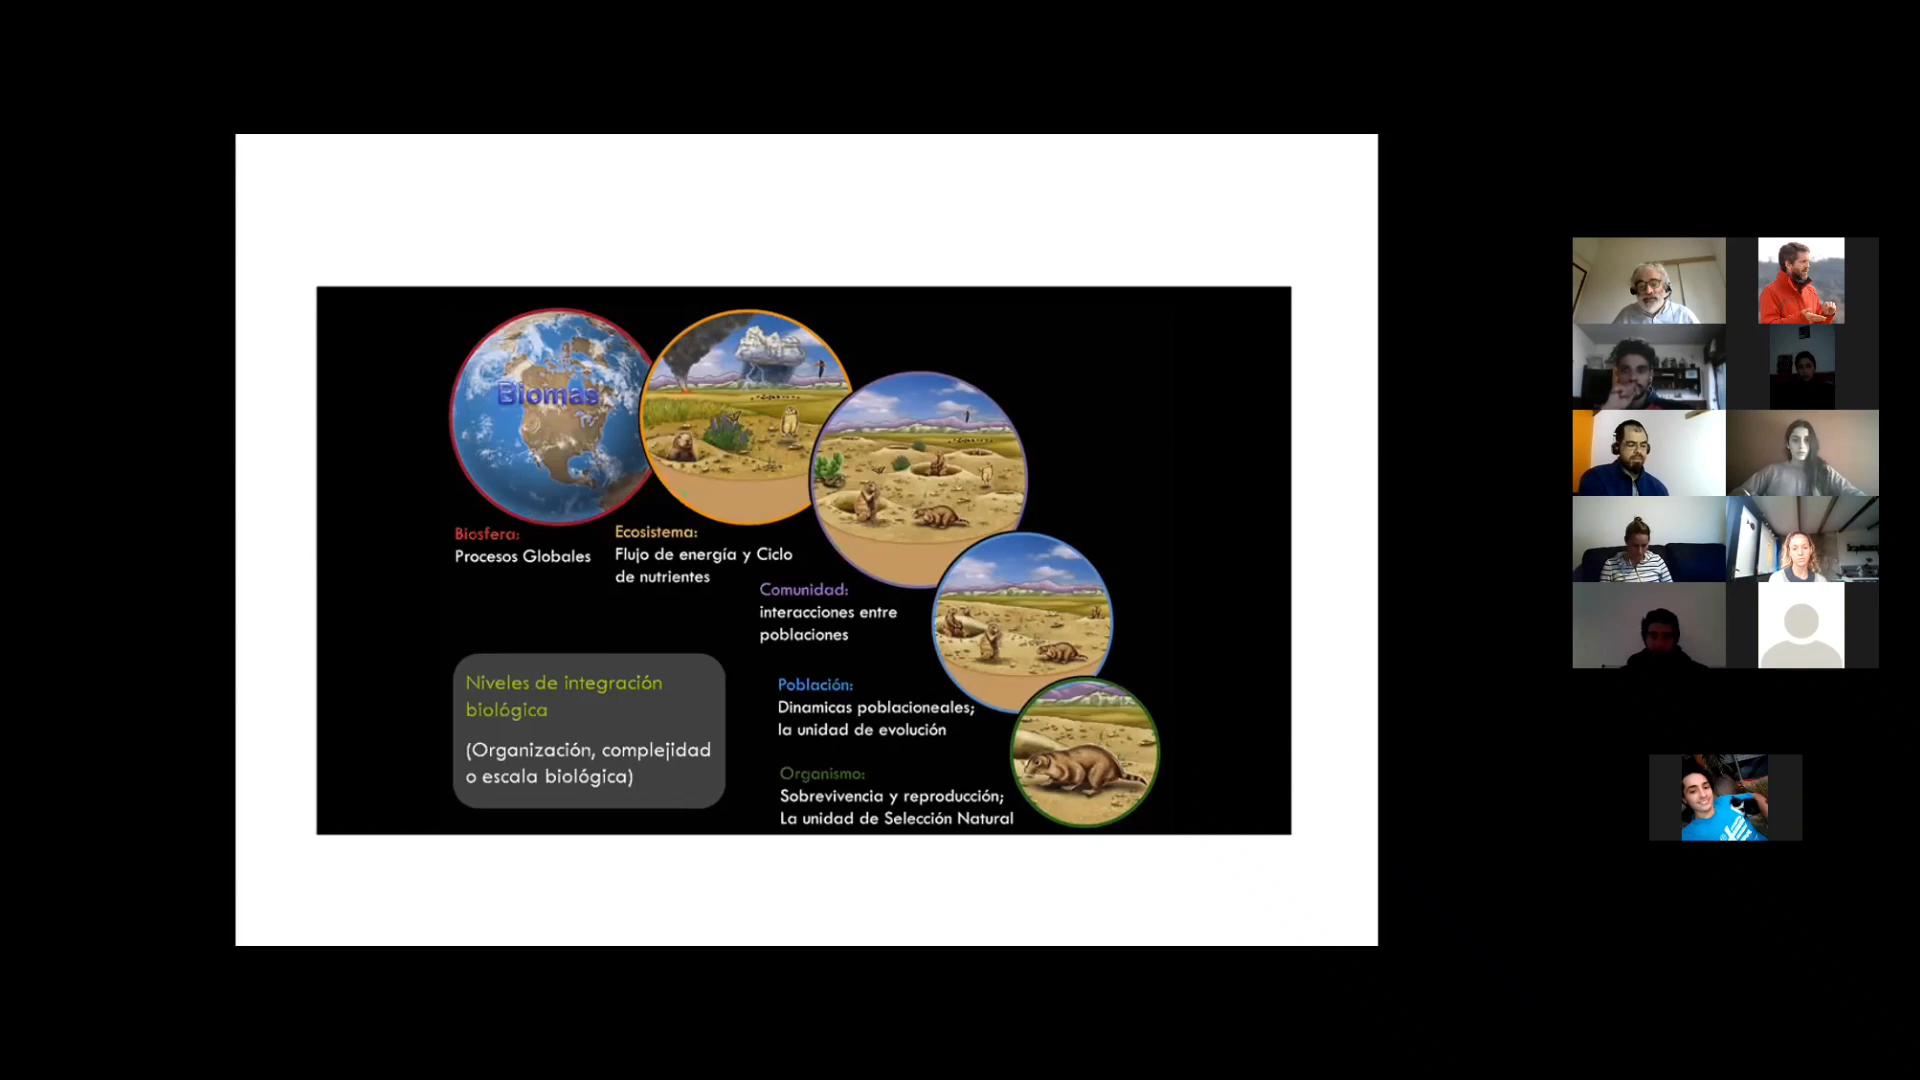 Biomas
Biosfera:
Procesos Globales
Ecosistema:
Flujo de energía y Ciclo
de nutrientes
Comunidad:
interacciones entre
poblaciones
Población:
Dinamicas poblacioneales;
la unidad de evolución
Organismo:
Sobrevivencia y reproducción;
La unidad de Selección Natural
Niveles de integración
biológica
(Organización, complejidad
o escala biológica)